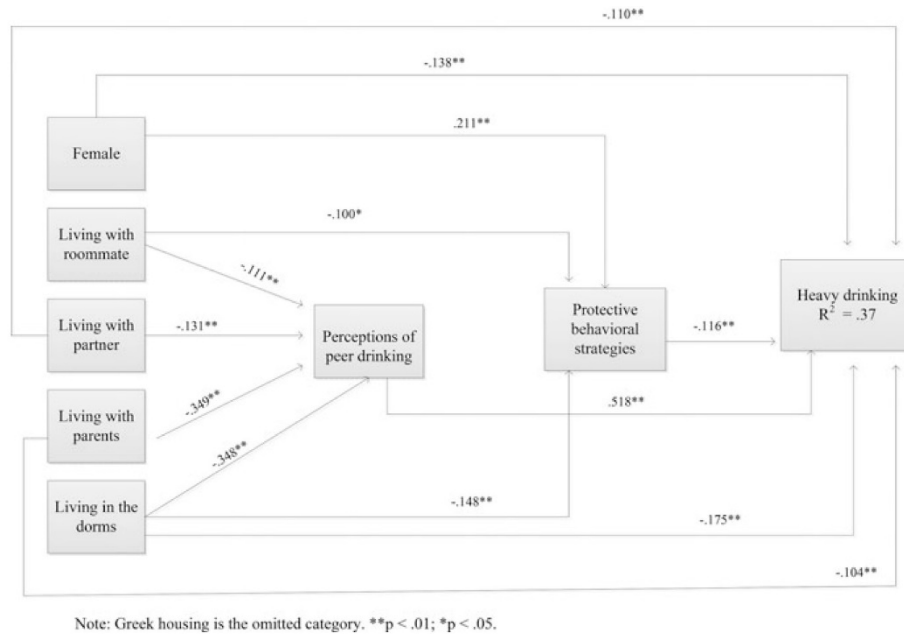 -.110**
-.138**
.211**
Female
-.100*
Living with
roommate
-.111**
Living with
partner
-.131**
Perceptions of
peer drinking
Protective
behavioral
strategies
-.116**
Heavy drinking
R² = .37
Living with
parents
-.349**
.518**
-.348**
Living in the
dorms
-.148**
-.175**
-.104**
Note: Greek housing is the omitted category. **p < .01; *p < .05.